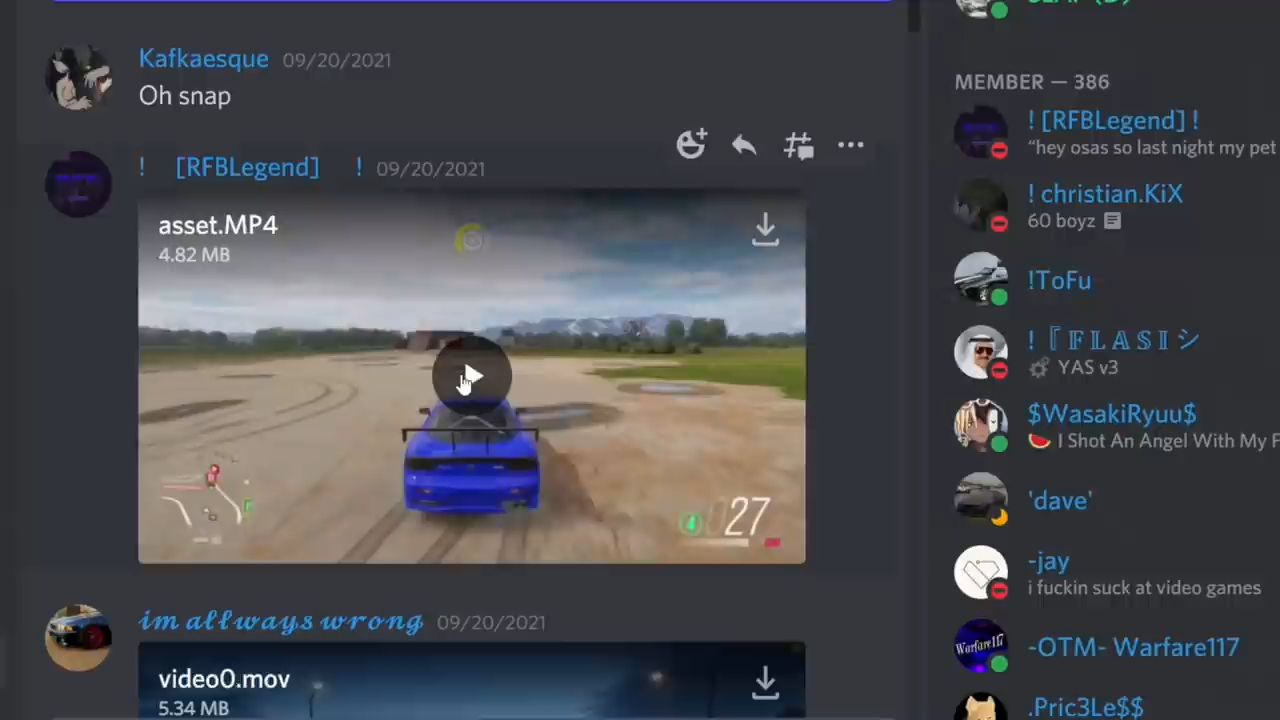 Kafkaesque 09/20/2021
Oh snap
! [RFBLegend] ! 09/20/2021
asset.MP4
4.82 MB
4 27
im allways wrong 09/20/2021
video0.mov
5.34 MB
MEMBER — 386
! [RFBLegend] !
“hey osas so last night my pet
! christian.KiX
60 boyz
!ToFu
!『 𝔽 𝕃 𝔸 𝕊 𝕀 𝕀 シ
YAS v3
$WasakiRyuu$
I Shot An Angel With My F
'dave'
-jay
i fuckin suck at video games
Warfare117
-OTM- Warfare117
.Pric3Le$$